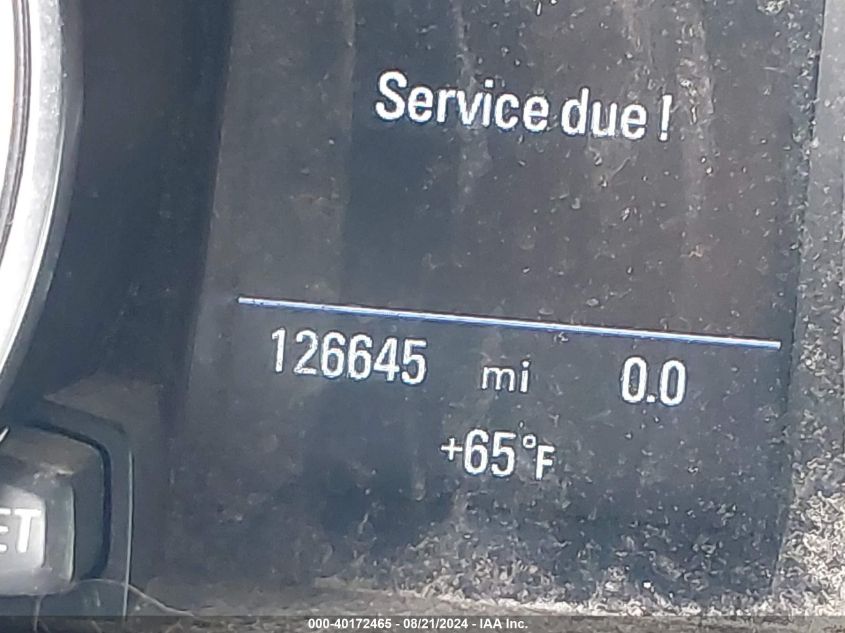 Service due !
126645 mi 0.0
+65°F
ET
000-40172465 - 08/21/2024 - IAA Inc.